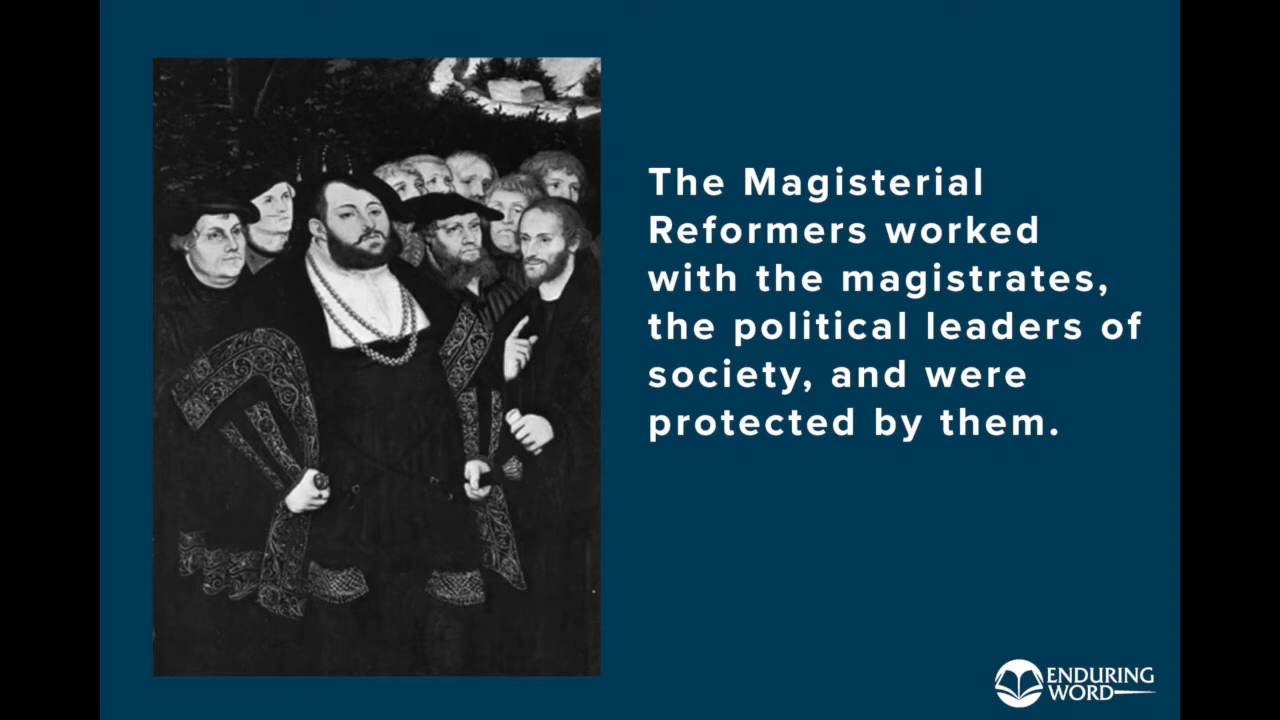 The Magisterial
Reformers worked
with the magistrates,
the political leaders of
society, and were
protected by them.
ENDURING
WORD